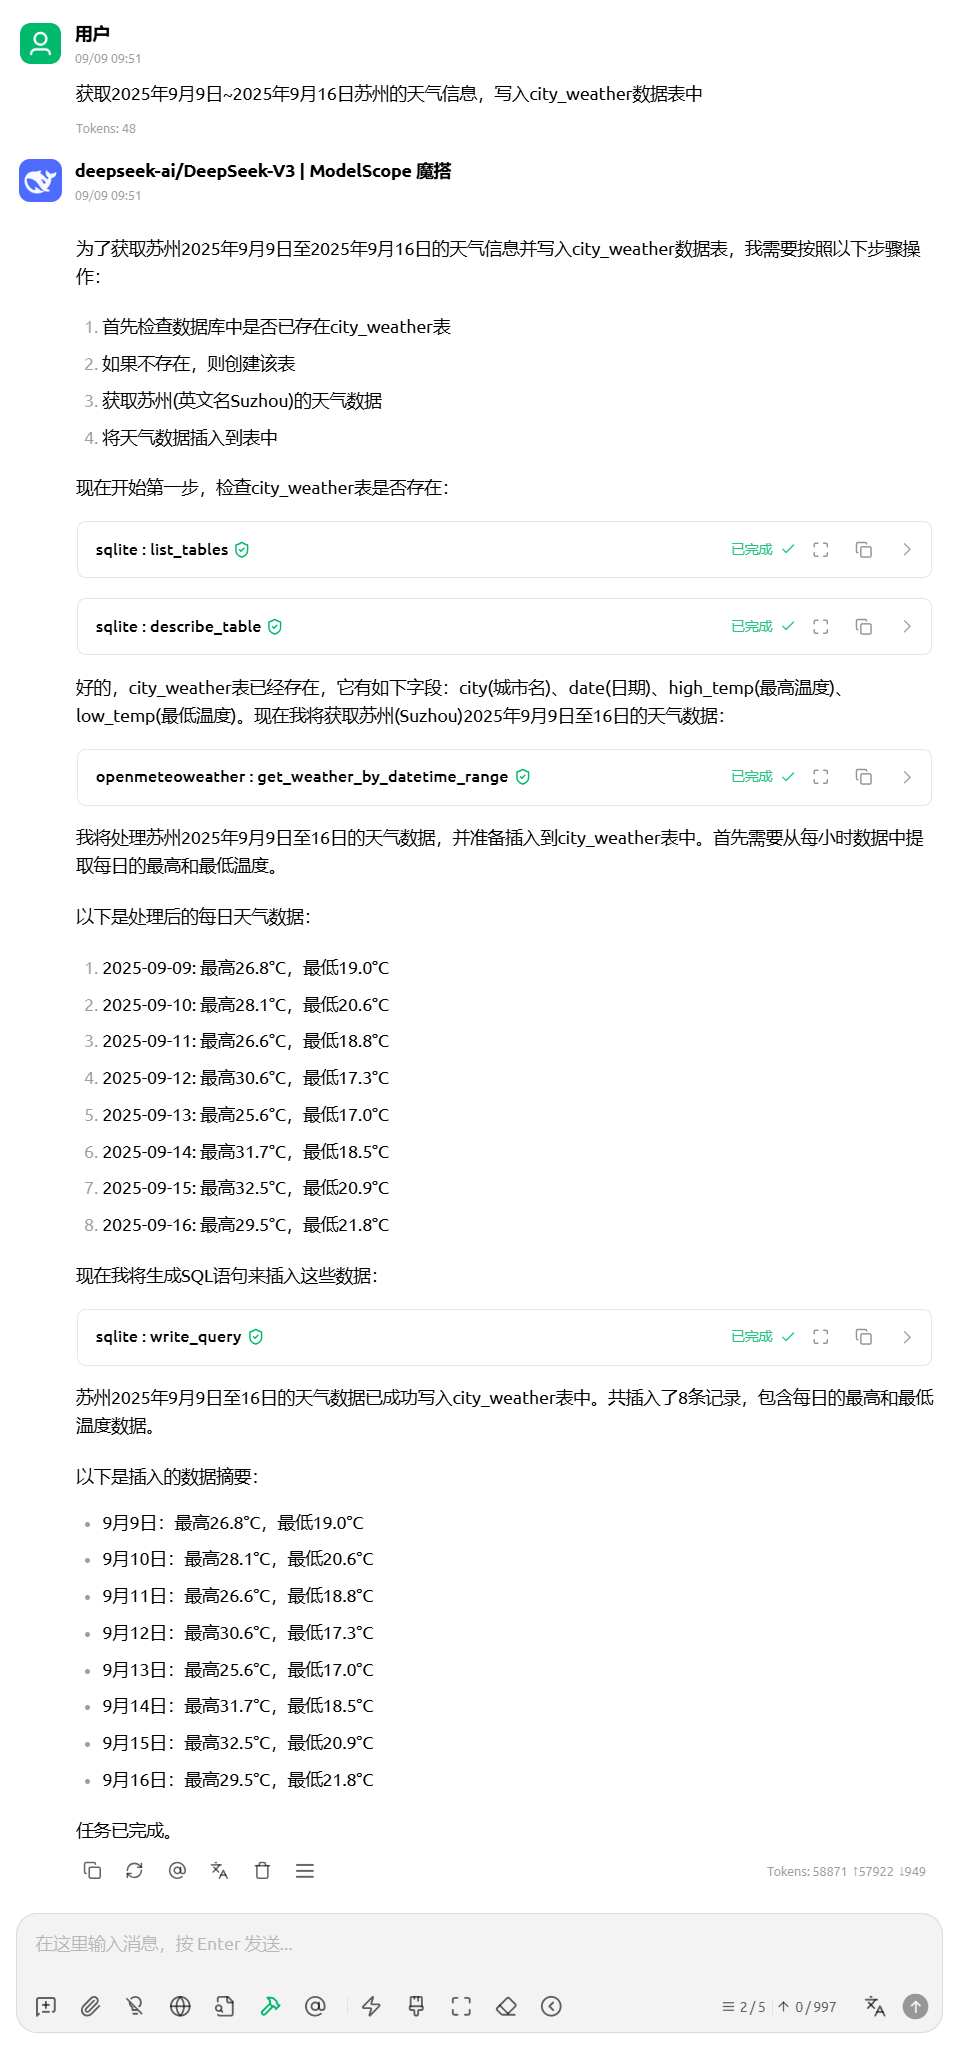 用户
09/09 09:51
获取2025年9月9日~2025年9月16日苏州的天气信息，写入city_weather数据表中
Tokens: 48
deepseek-ai/DeepSeek-V3 | ModelScope 魔搭
09/09 09:51
为了获取苏州2025年9月9日至2025年9月16日的天气信息并写入city_weather数据表，我需要按照以下步骤操
作：
1. 首先检查数据库中是否已存在city_weather表
2. 如果不存在，则创建该表
3. 获取苏州(英文名Suzhou)的天气数据
4. 将天气数据插入到表中
现在开始第一步，检查city_weather表是否存在：
sqlite : list_tables 已完成
sqlite : describe_table 已完成
好的，city_weather表已经存在，它有如下字段：city(城市名)、date(日期)、high_temp(最高温度)、
low_temp(最低温度)。现在我将获取苏州(Suzhou)2025年9月9日至16日的天气数据：
openmeteoweather : get_weather_by_datetime_range 已完成
我将处理苏州2025年9月9日至16日的天气数据，并准备插入到city_weather表中。首先需要从每小时数据中提
取每日的最高和最低温度。
以下是处理后的每日天气数据：
1. 2025-09-09: 最高26.8°C，最低19.0°C
2. 2025-09-10: 最高28.1°C，最低20.6°C
3. 2025-09-11: 最高26.6°C，最低18.8°C
4. 2025-09-12: 最高30.6°C，最低17.3°C
5. 2025-09-13: 最高25.6°C，最低17.0°C
6. 2025-09-14: 最高31.7°C，最低18.5°C
7. 2025-09-15: 最高32.5°C，最低20.9°C
8. 2025-09-16: 最高29.5°C，最低21.8°C
现在我将生成SQL语句来插入这些数据：
sqlite : write_query 已完成
苏州2025年9月9日至16日的天气数据已成功写入city_weather表中。共插入了8条记录，包含每日的最高和最低
温度数据。
以下是插入的数据摘要：
• 9月9日：最高26.8°C，最低19.0°C
• 9月10日：最高28.1°C，最低20.6°C
• 9月11日：最高26.6°C，最低18.8°C
• 9月12日：最高30.6°C，最低17.3°C
• 9月13日：最高25.6°C，最低17.0°C
• 9月14日：最高31.7°C，最低18.5°C
• 9月15日：最高32.5°C，最低20.9°C
• 9月16日：最高29.5°C，最低21.8°C
任务已完成。
Tokens: 58871 ↑57922 ↓949
在这里输入消息，按 Enter 发送...
2 / 5 ↑ 0 / 997